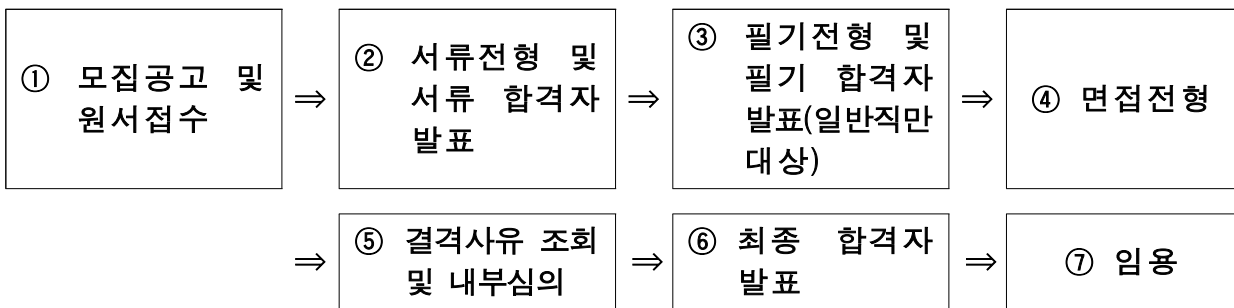 ① 모집공고 및
원서접수
⇒
② 서류전형 및
서류 합격자
발표
⇒
③ 필기전형 및
필기 합격자
발표(일반직만
대상)
⇒
④ 면접전형
⇒
⑤ 결격사유 조회
및 내부심의
⇒
⑥ 최종 합격자
발표
⇒
⑦ 임용